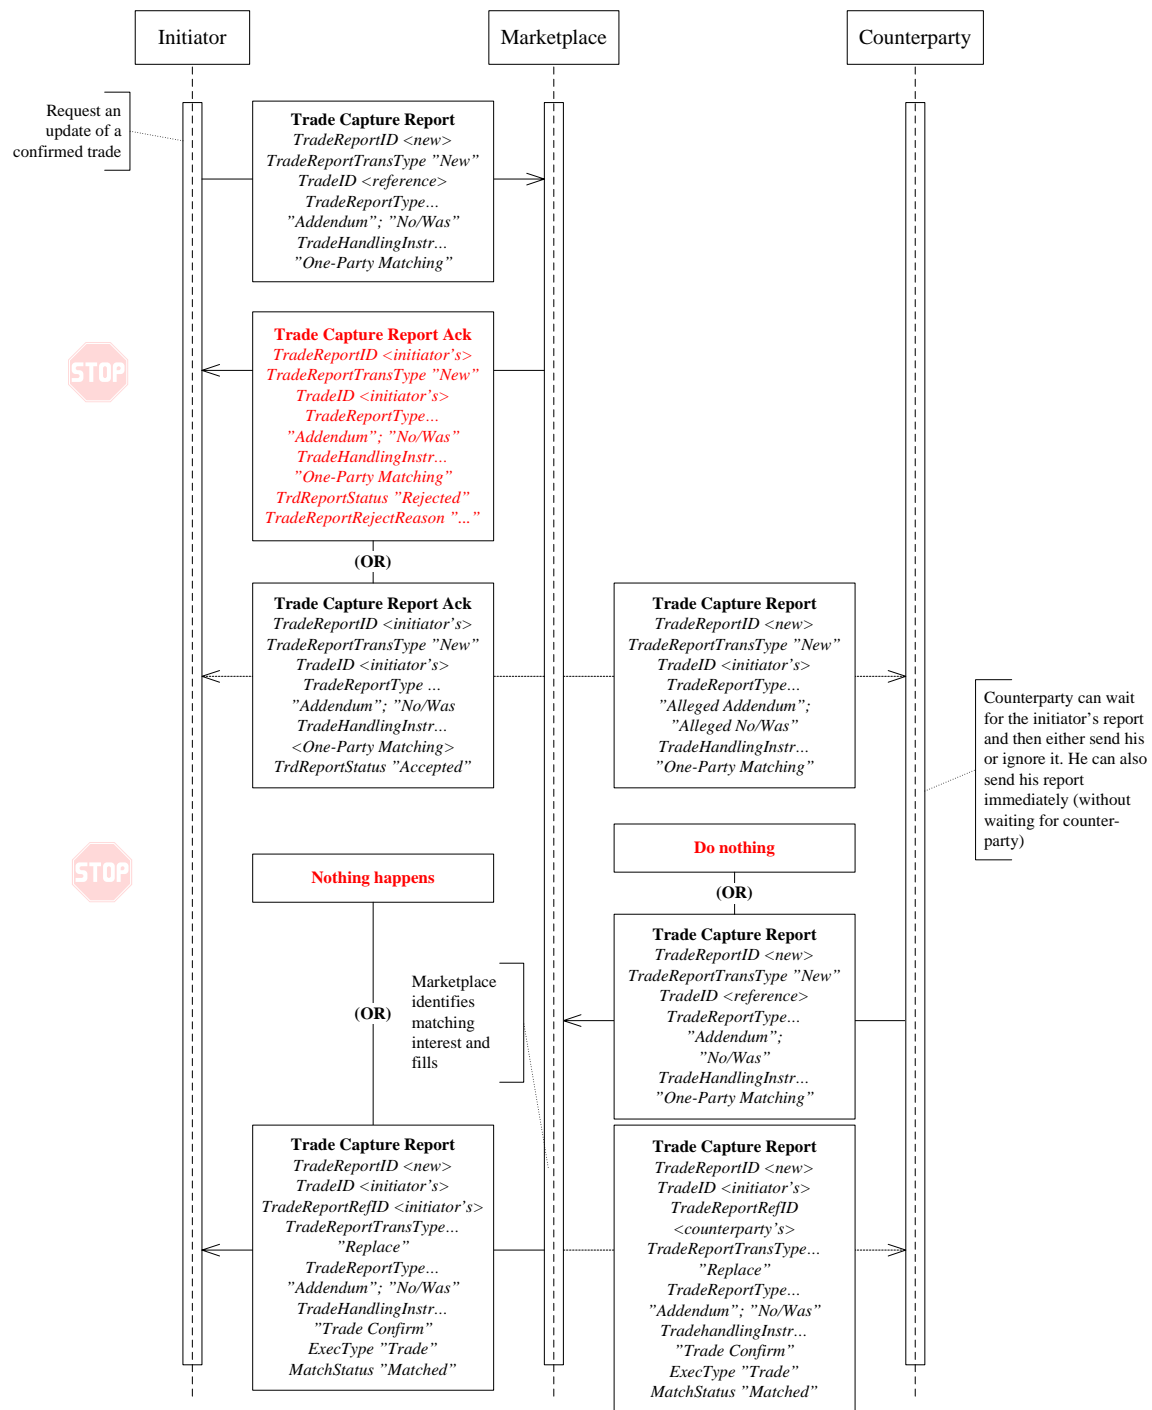 Initiator
Marketplace
Counterparty
Request an
update of a
confirmed trade
Trade Capture Report
TradeReportID <new>
TradeReportTransType ”New”
TradeID <reference>
TradeReportType…
”Addendum”; ”No/Was”
TradeHandlingInstr…
”One-Party Matching”
STOP
Trade Capture Report Ack
TradeReportID <initiator’s>
TradeReportTransType ”New”
TradeID <initiator’s>
TradeReportType…
”Addendum”; ”No/Was”
TradeHandlingInstr…
”One-Party Matching”
TrdReportStatus ”Rejected”
TradeReportRejectReason ”...”
(OR)
Trade Capture Report Ack
TradeReportID <initiator’s>
TradeReportTransType ”New”
TradeID <initiator’s>
TradeReportType …
”Addendum”; ”No/Was
TradeHandlingInstr…
<One-Party Matching>
TrdReportStatus ”Accepted”
Trade Capture Report
TradeReportID <new>
TradeReportTransType ”New”
TradeID <initiator’s>
TradeReportType…
”Alleged Addendum”;
”Alleged No/Was”
TradeHandlingInstr…
”One-Party Matching”
Counterparty can wait
for the initiator’s report
and then either send his
or ignore it. He can also
send his report
immediately (without
waiting for counter-
party)
STOP
Nothing happens
Do nothing
(OR)
Trade Capture Report
TradeReportID <new>
TradeReportTransType ”New”
TradeID <reference>
TradeReportType…
”Addendum”;
”No/Was”
TradeHandlingInstr…
”One-Party Matching”
(OR)
Marketplace
identifies
matching
interest and
fills
Trade Capture Report
TradeReportID <new>
TradeID <initiator’s>
TradeReportRefID <initiator’s>
TradeReportTransType…
”Replace”
TradeReportType…
”Addendum”; ”No/Was”
TradeHandlingInstr…
”Trade Confirm”
ExecType ”Trade”
MatchStatus ”Matched”
Trade Capture Report
TradeReportID <new>
TradeID <initiator’s>
TradeReportRefID
<counterparty’s>
TradeReportTransType…
”Replace”
TradeReportType…
”Addendum”; ”No/Was”
TradehandlingInstr…
”Trade Confirm”
ExecType ”Trade”
MatchStatus ”Matched”